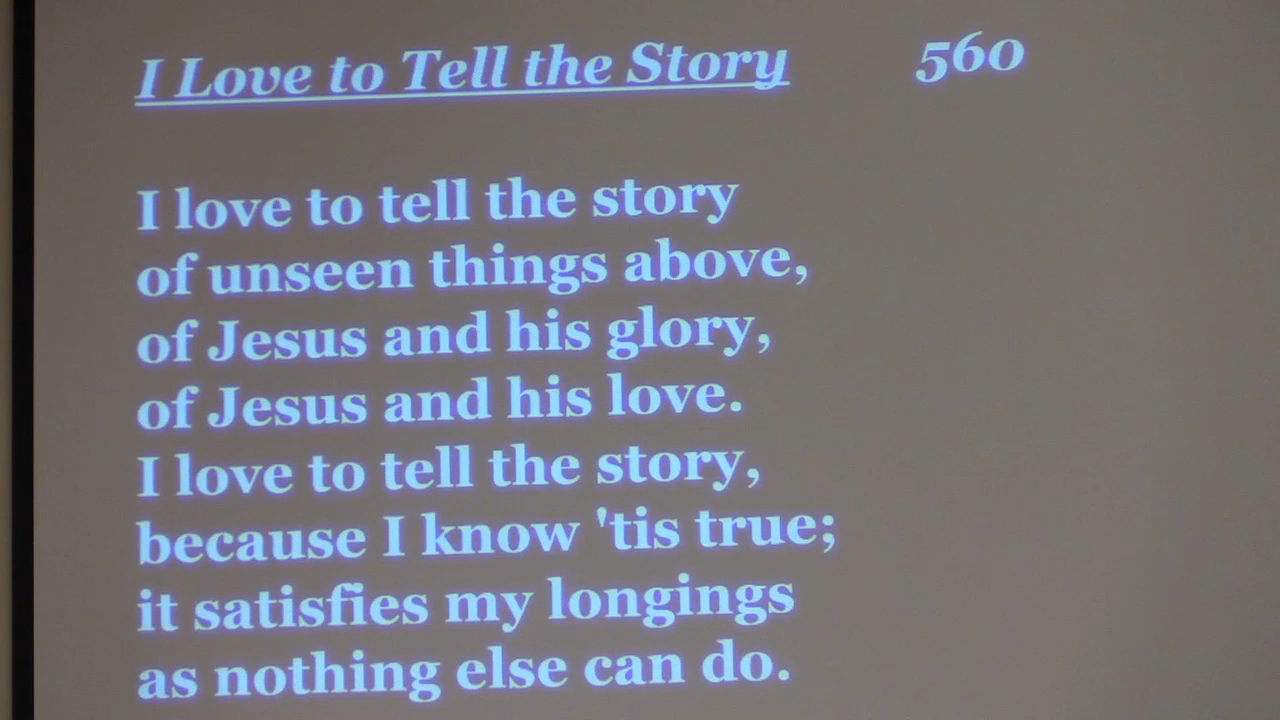 I Love to Tell the Story 560
I love to tell the story
of unseen things above,
of Jesus and his glory,
of Jesus and his love.
I love to tell the story,
because I know 'tis true;
it satisfies my longings
as nothing else can do.